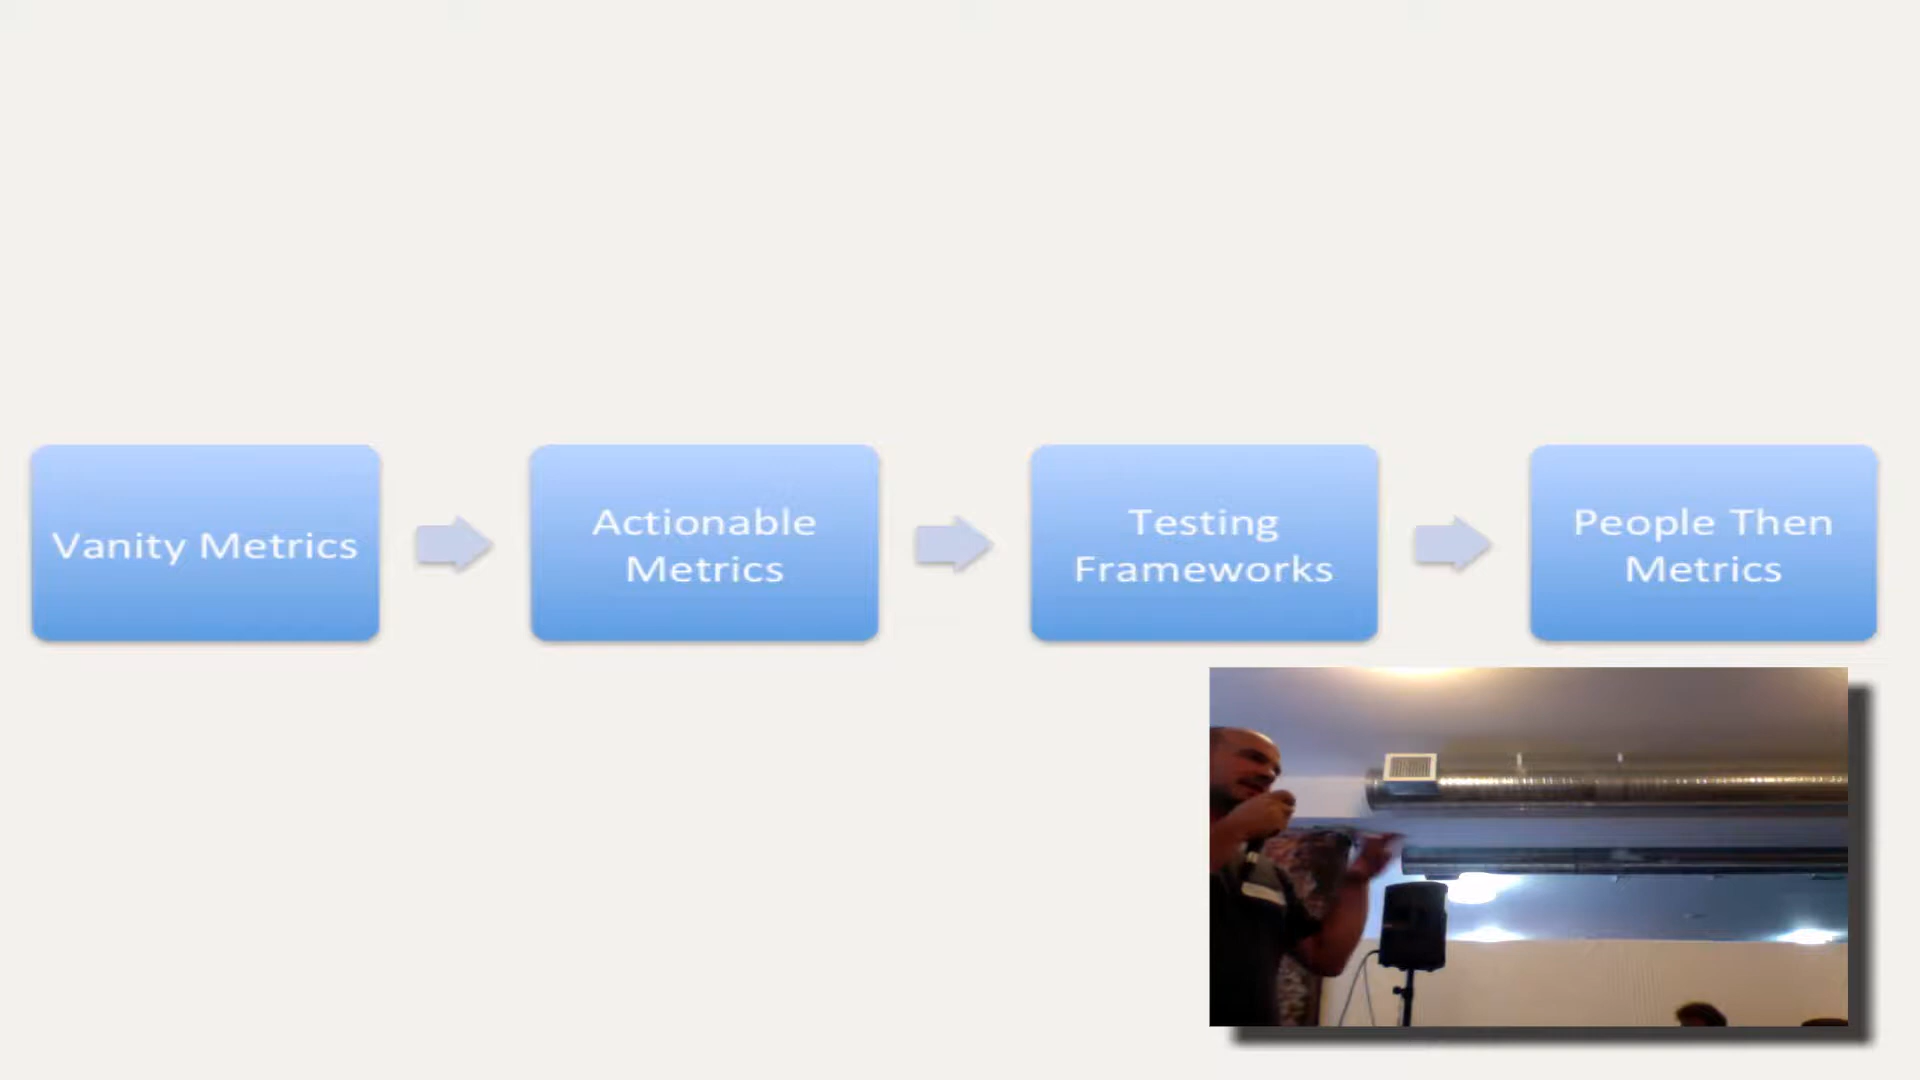 Vanity Metrics
Actionable
Metrics
Testing
Frameworks
People Then
Metrics